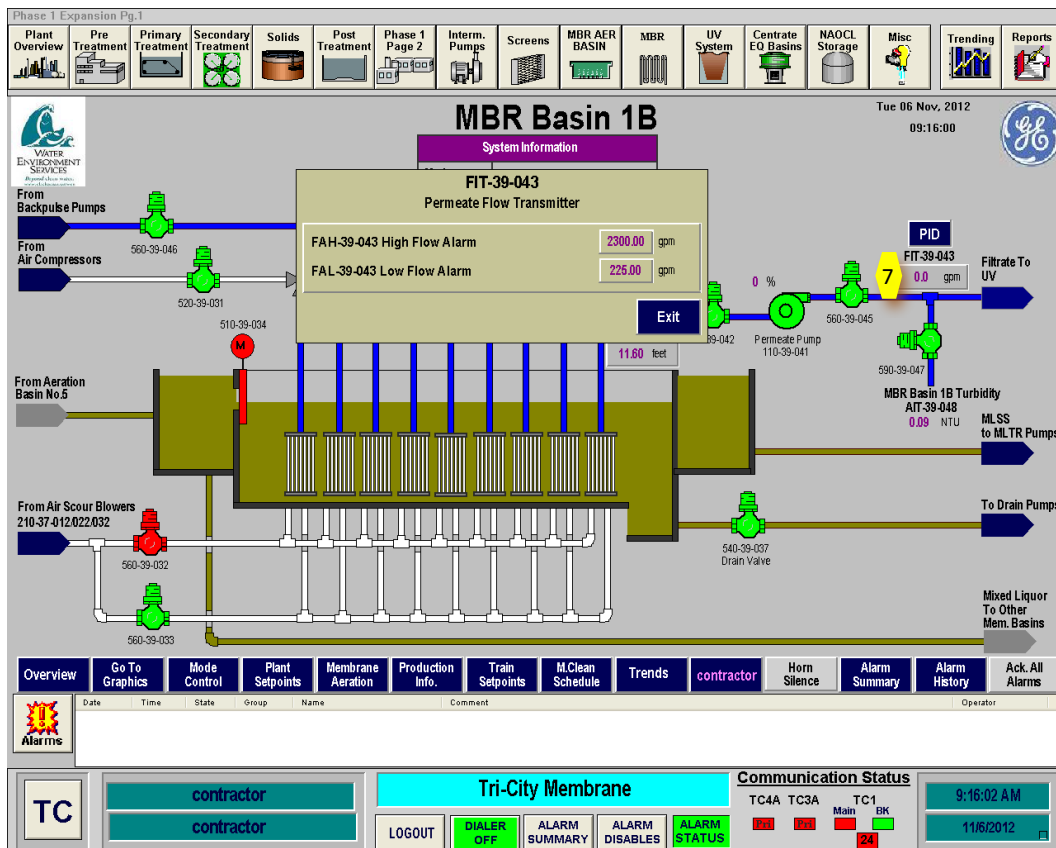 Phase 1 Expansion Pg.1
Plant
Overview
Pre
Treatment
Primary
Treatment
Secondary
Treatment
Solids
Post
Treatment
Phase 1
Page 2
Interm.
Pumps
Screens
MBR AER
BASIN
MBR
UV
System
Centrate
EQ Basins
NAOCL
Storage
Misc
Trending
Reports
WATER
ENVIRONMENT
SERVICES
MBR Basin 1B
Tue 06 Nov, 2012
09:16:00
GE
System Information
FIT-39-043
Permeate Flow Transmitter
FAH-39-043 High Flow Alarm 2300.00 gpm
FAL-39-043 Low Flow Alarm 225.00 gpm
Exit
From
Backpulse Pumps
560-39-046
From
Air Compressors
520-39-031
510-39-034
M
PID
FIT-39-043
0.0 gpm
7
Filtrate To
UV
0 %
39-042
Permeate Pump
110-39-041
560-39-045
11.60 feet
590-39-047
MBR Basin 1B Turbidity
AIT-39-048
0.09 NTU
From Aeration
Basin No.5
MLSS
to MLTR Pumps
From Air Scour Blowers
210-37-012/022/032
560-39-032
560-39-033
To Drain Pumps
540-39-037
Drain Valve
Mixed Liquor
To Other
Mem. Basins
Overview
Go To
Graphics
Mode
Control
Plant
Setpoints
Membrane
Aeration
Production
Info.
Train
Setpoints
M.Clean
Schedule
Trends
contractor
Horn
Silence
Alarm
Summary
Alarm
History
Ack. All
Alarms
Alarms
Date Time State Group Name Comment Operator
TC
contractor
contractor
Tri-City Membrane
LOGOUT
DIALER
OFF
ALARM
SUMMARY
ALARM
DISABLES
ALARM
STATUS
Communication Status
TC4A TC3A TC1
Main BK
Pri Pri
24
9:16:02 AM
11/6/2012